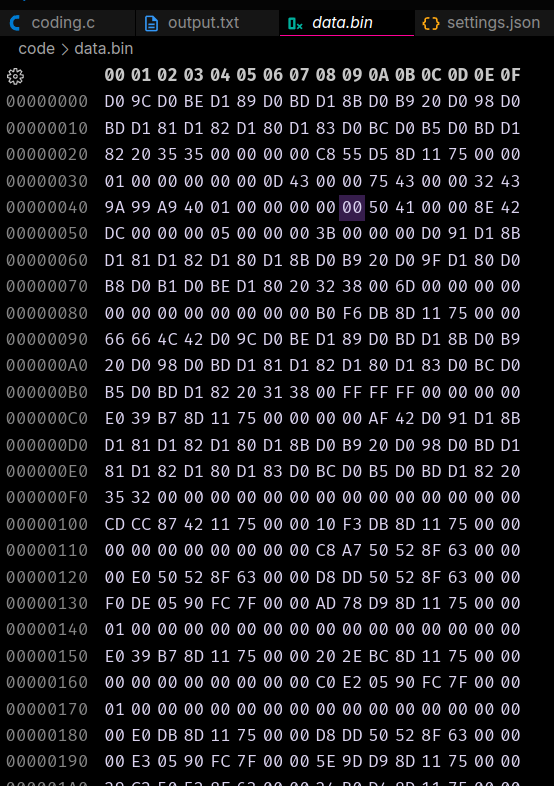 coding.c output.txt data.bin settings.json
code > data.bin
00 01 02 03 04 05 06 07 08 09 0A 0B 0C 0D 0E 0F
00000000 D0 9C D0 BE D1 89 D0 BD D1 8B D0 B9 20 D0 98 D0
00000010 BD D1 81 D1 82 D1 80 D1 83 D0 BC D0 B5 D0 BD D1
00000020 82 20 35 35 00 00 00 00 C8 55 D5 8D 11 75 00 00
00000030 01 00 00 00 00 00 0D 43 00 00 75 43 00 00 32 43
00000040 9A 99 A9 40 01 00 00 00 00 00 50 41 00 00 8E 42
00000050 DC 00 00 00 05 00 00 00 3B 00 00 00 D0 91 D1 8B
00000060 D1 81 D1 82 D1 80 D1 8B D0 B9 20 D0 9F D1 80 D0
00000070 B8 D0 B1 D0 BE D1 80 20 32 38 00 6D 00 00 00 00
00000080 00 00 00 00 00 00 00 00 B0 F6 DB 8D 11 75 00 00
00000090 66 66 4C 42 D0 9C D0 BE D1 89 D0 BD D1 8B D0 B9
000000A0 20 D0 98 D0 BD D1 81 D1 82 D1 80 D1 83 D0 BC D0
000000B0 B5 D0 BD D1 82 20 31 38 00 FF FF FF 00 00 00 00
000000C0 E0 39 B7 8D 11 75 00 00 00 00 AF 42 D0 91 D1 8B
000000D0 D1 81 D1 82 D1 80 D1 8B D0 B9 20 D0 98 D0 BD D1
000000E0 81 D1 82 D1 80 D1 83 D0 BC D0 B5 D0 BD D1 82 20
000000F0 35 32 00 00 00 00 00 00 00 00 00 00 00 00 00 00
00000100 CD CC 87 42 11 75 00 00 10 F3 DB 8D 11 75 00 00
00000110 00 00 00 00 00 00 00 00 C8 A7 50 52 8F 63 00 00
00000120 00 E0 50 52 8F 63 00 00 D8 DD 50 52 8F 63 00 00
00000130 F0 DE 05 90 FC 7F 00 00 AD 78 D9 8D 11 75 00 00
00000140 01 00 00 00 00 00 00 00 00 00 00 00 00 00 00 00
00000150 E0 39 B7 8D 11 75 00 00 20 2E BC 8D 11 75 00 00
00000160 00 00 00 00 00 00 00 00 C0 E2 05 90 FC 7F 00 00
00000170 01 00 00 00 00 00 00 00 00 00 00 00 00 00 00 00
00000180 00 E0 DB 8D 11 75 00 00 D8 DD 50 52 8F 63 00 00
00000190 00 E3 05 90 FC 7F 00 00 5E 9D D9 8D 11 75 00 00